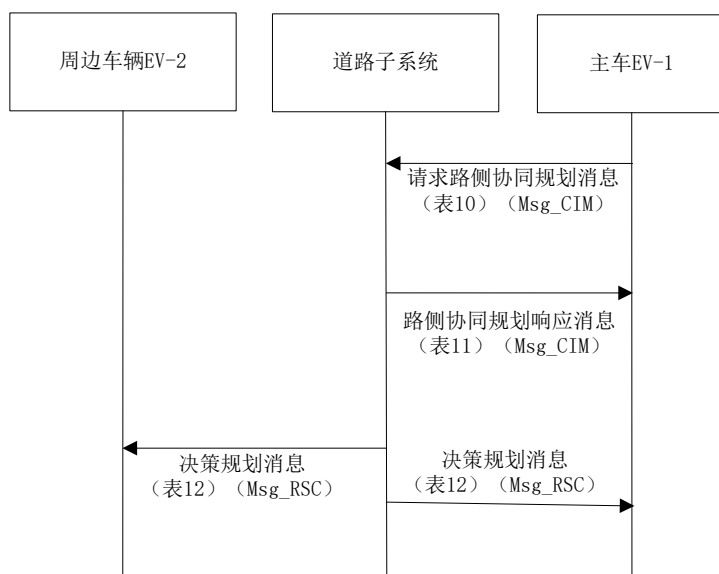 周边车辆EV-2
道路子系统
主车EV-1
请求路侧协同规划消息
（表10）（Msg_CIM）
路侧协同规划响应消息
（表11）（Msg_CIM）
决策规划消息
（表12）（Msg_RSC）
决策规划消息
（表12）（Msg_RSC）